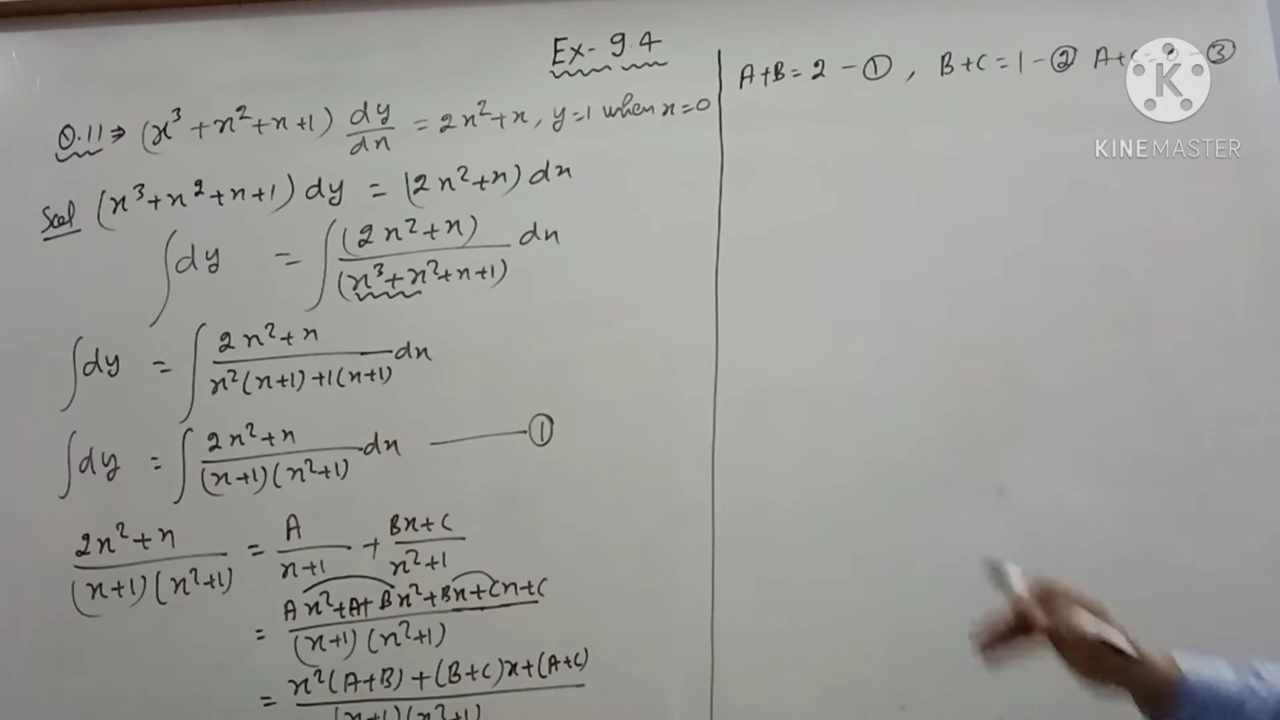 Ex- 9.4
Q.11⇒ (x³+x²+x+1) dy/dx = 2x²+x, y=1 when x=0
Sol (x³+x²+x+1) dy = (2x²+x) dx
∫dy = ∫ (2x²+x)/(x³+x²+x+1) dx
∫dy = ∫ 2x²+x/x²(x+1)+1(x+1) dx
∫dy = ∫ 2x²+x/(x+1)(x²+1) dx —— ①
2x²+x/(x+1)(x²+1) = A/x+1 + Bx+C/x²+1
= Ax²+A+Bx²+Bx+Cx+C/(x+1)(x²+1)
= x²(A+B)+(B+C)x+(A+C)/(x+1)(x²+1)
A+B=2 -①, B+C=1-② -③
K
KINEMASTER